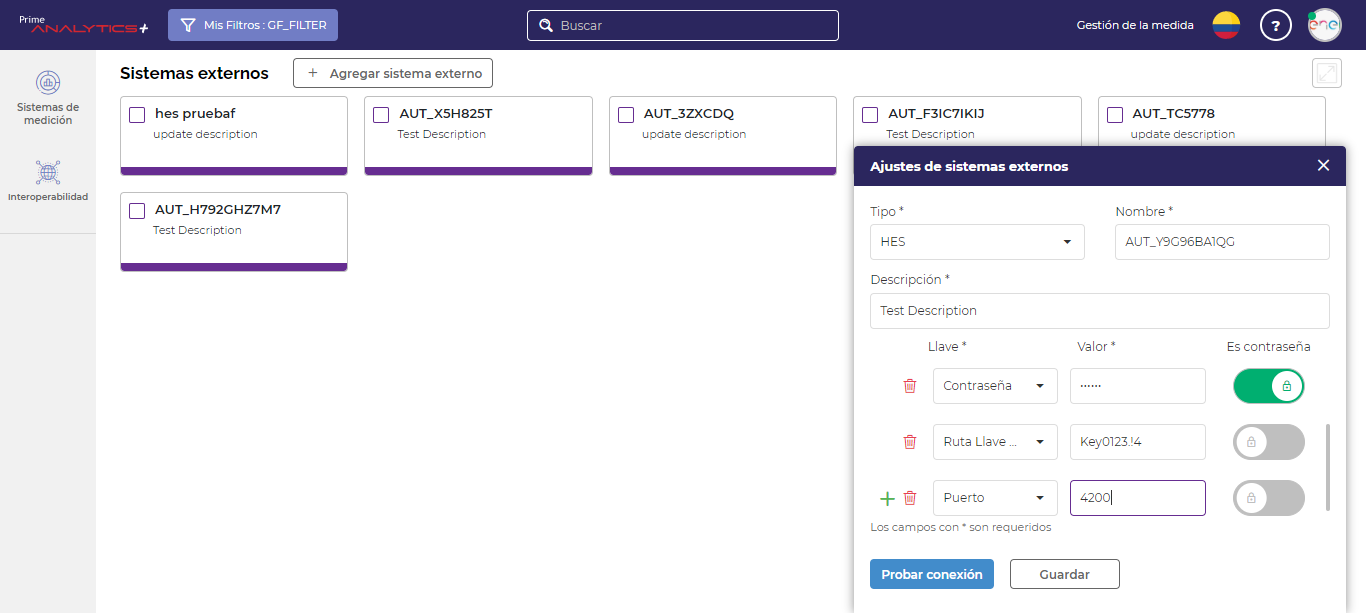 Prime
ANALYTICS+
Mis Filtros : GF_FILTER
Buscar
Gestión de la medida
?
ene
Sistemas de medición
Interoperabilidad
Sistemas externos
+ Agregar sistema externo
hes pruebaf
update description
AUT_X5H825T
Test Description
AUT_3ZXCDQ
update description
AUT_F3IC7IKIJ
Test Description
AUT_TC5778
update description
AUT_H792GHZ7M7
Test Description
Ajustes de sistemas externos
Tipo *
Nombre *
HES
AUT_Y9G96BA1QG
Descripción *
Test Description
Llave *
Valor *
Es contraseña
Contraseña
······
Ruta Llave ...
Key0123.!4
Puerto
4200
Los campos con * son requeridos
Probar conexión
Guardar